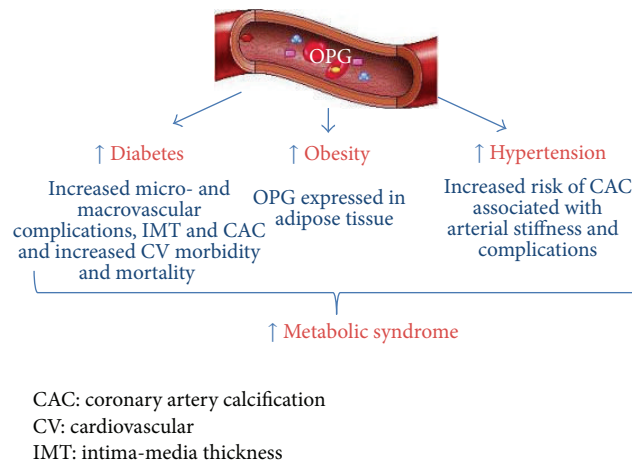 OPG
↑ Diabetes
Increased micro- and
macrovascular
complications, IMT and CAC
and increased CV morbidity
and mortality
↑ Obesity
OPG expressed in
adipose tissue
↑ Hypertension
Increased risk of CAC
associated with
arterial stiffness and
complications
↑ Metabolic syndrome
CAC: coronary artery calcification
CV: cardiovascular
IMT: intima-media thickness